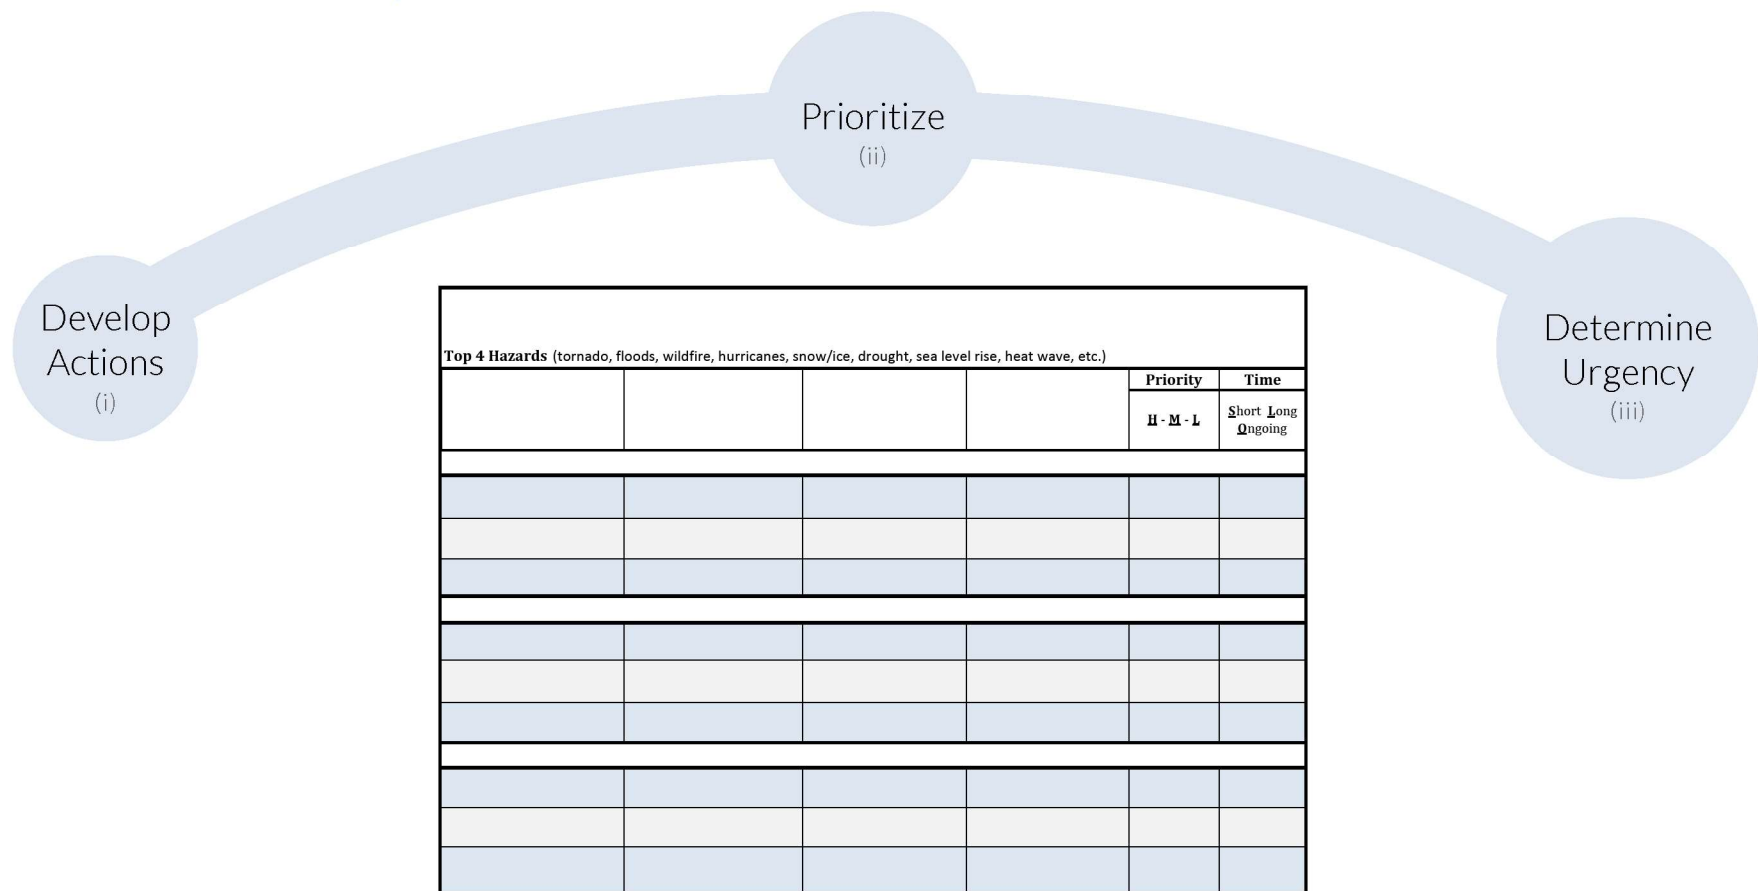 Prioritize
(ii)
Develop
Actions
(i)
Determine
Urgency
(iii)
Top 4 Hazards (tornado, floods, wildfire, hurricanes, snow/ice, drought, sea level rise, heat wave, etc.)
Priority
Time
H - M - L
Short Long
Ongoing